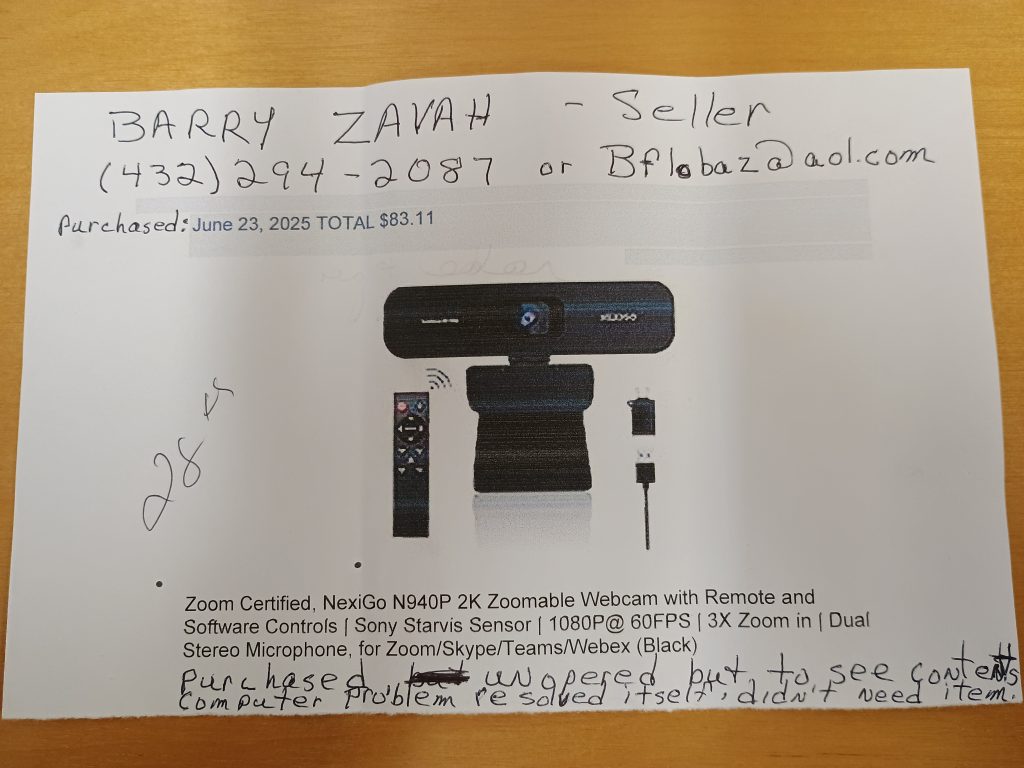 BARRY ZAVAH - Seller
(432) 294-2087 or Bflobaz@aol.com
Purchased: June 23, 2025 TOTAL $83.11
28
Zoom Certified, NexiGo N940P 2K Zoomable Webcam with Remote and
Software Controls | Sony Starvis Sensor | 1080P@ 60FPS | 3X Zoom in | Dual
Stereo Microphone, for Zoom/Skype/Teams/Webex (Black)
Purchased unopened but to see contents
Computer problem resolved itself, didn't need item.